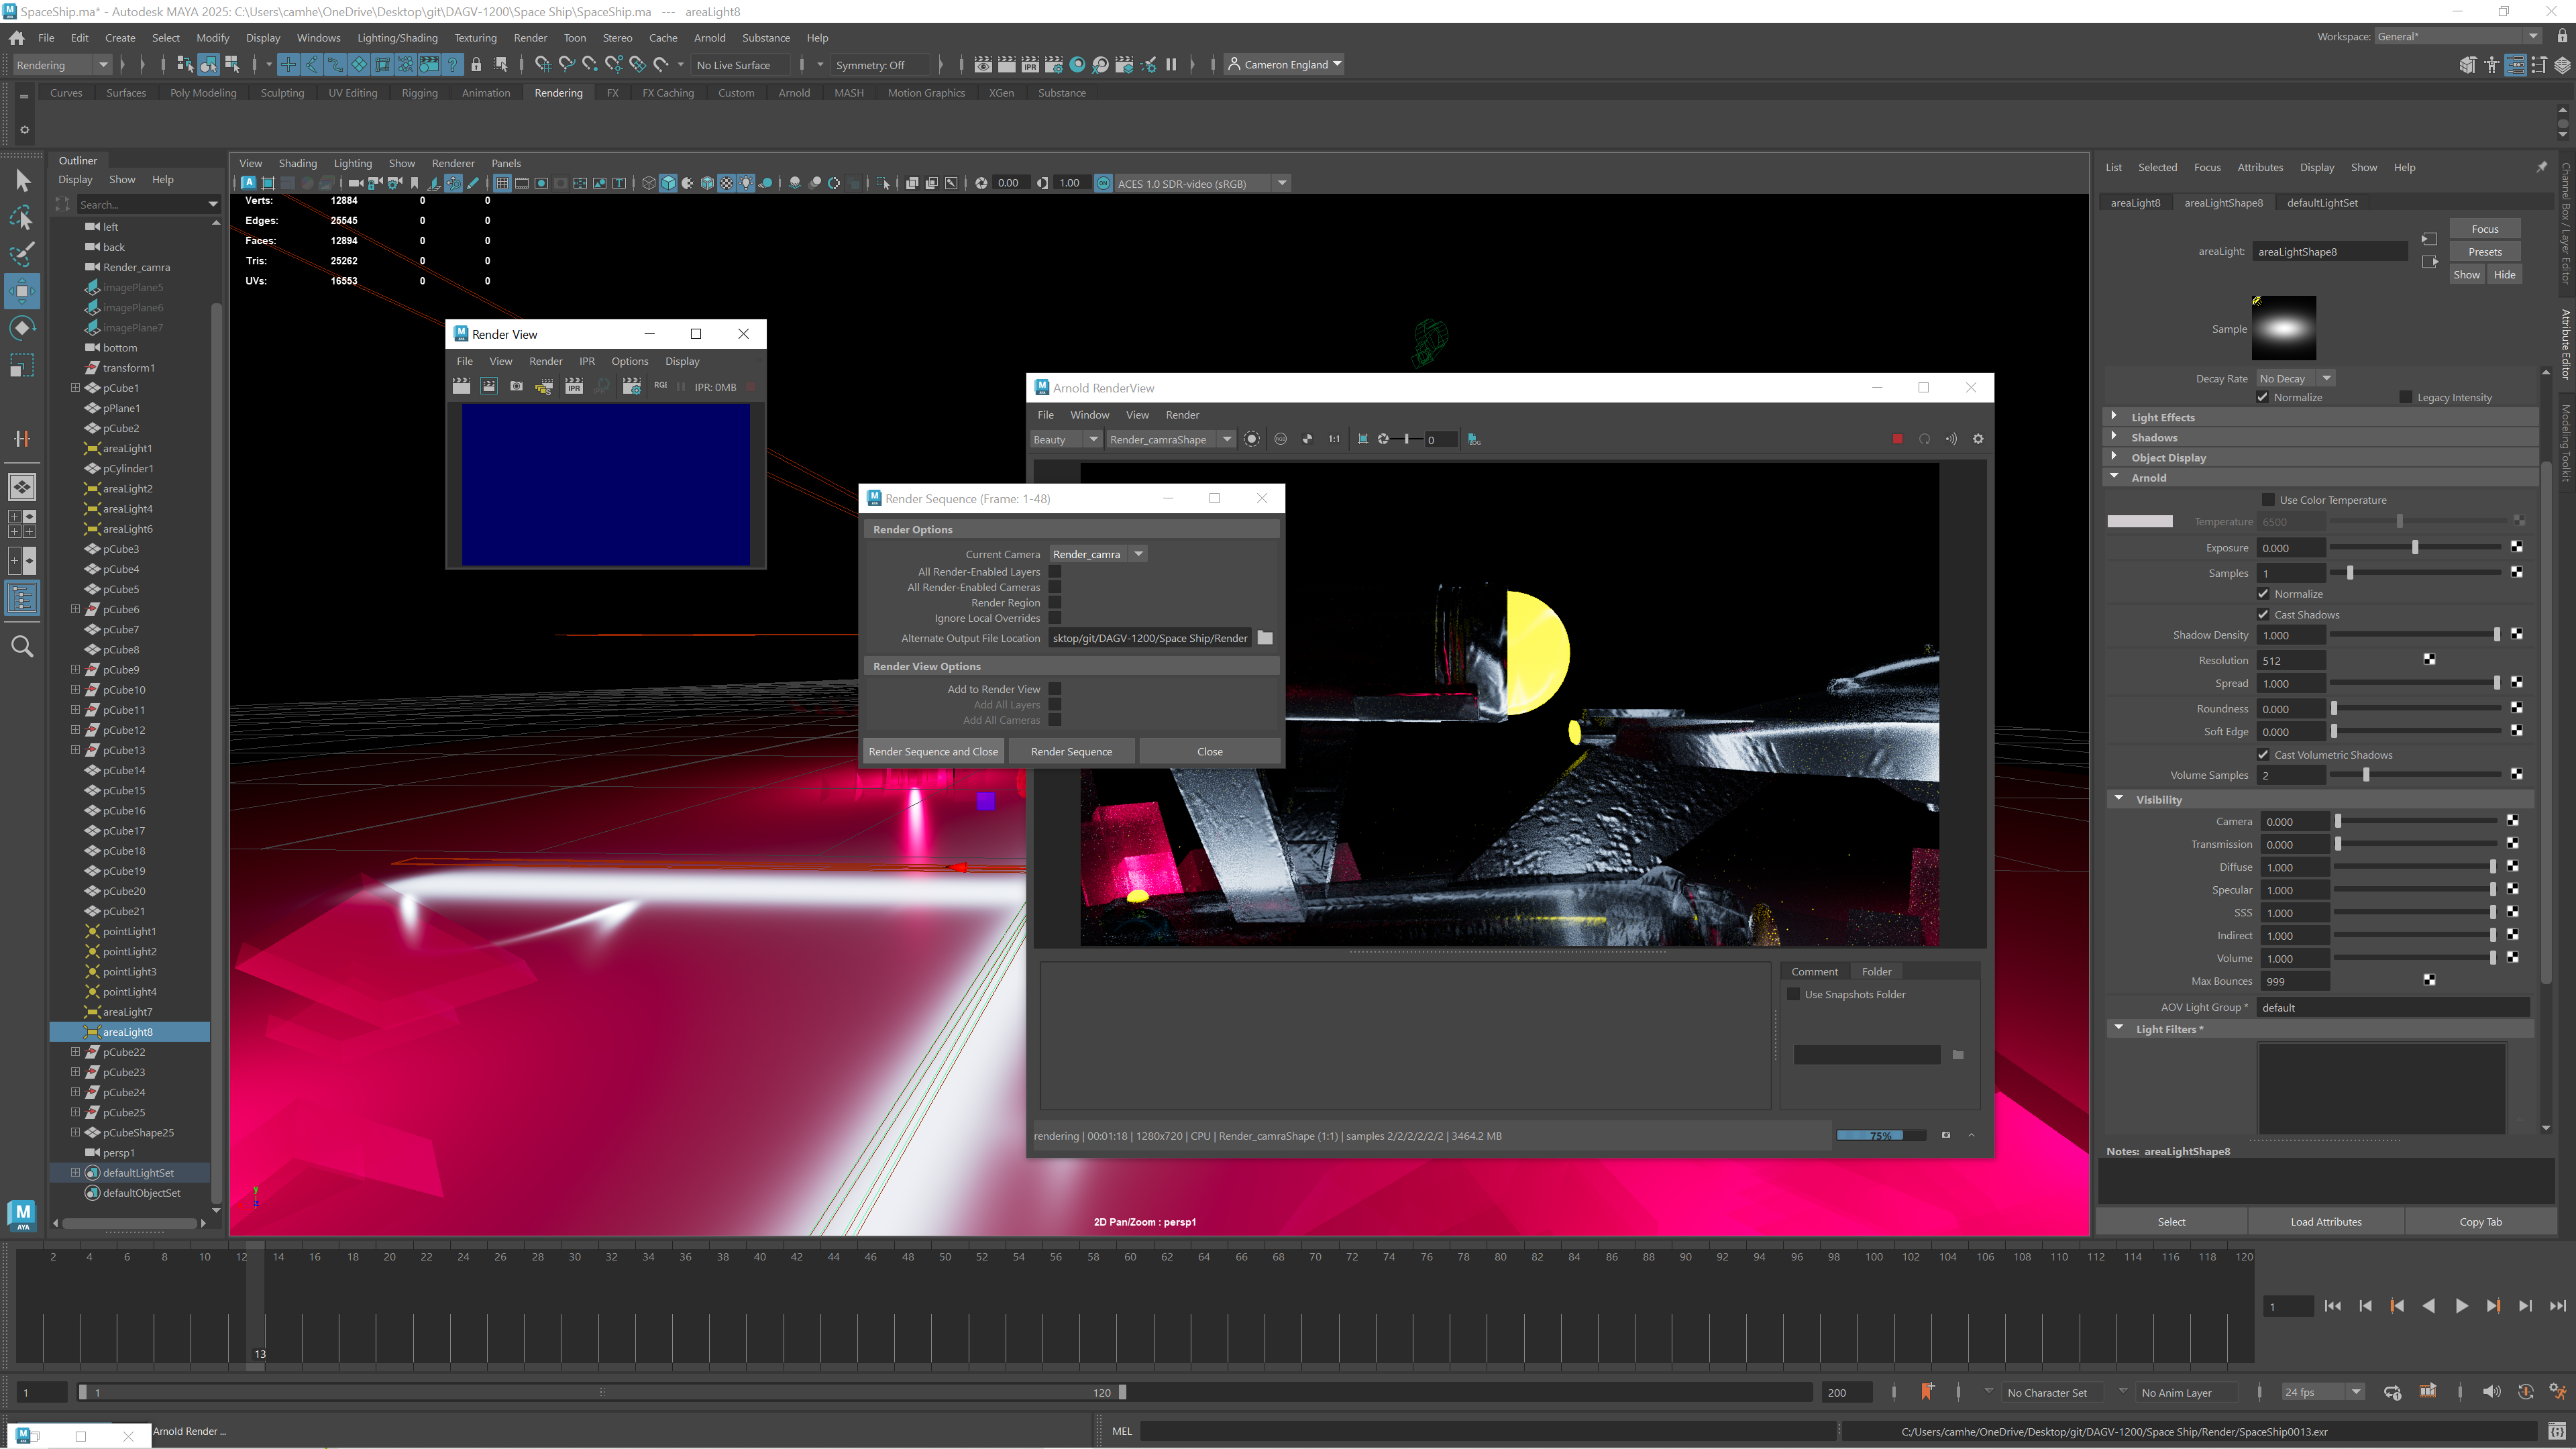 SpaceShip.ma* - Autodesk MAYA 2025: C:\Users\camhe\OneDrive\Desktop\git\DAGV-1200\Space Ship\SpaceShip.ma --- areaLight8
File Edit Create Select Modify Display Windows Lighting/Shading Texturing Render Toon Stereo Cache Arnold Substance Help
Workspace: General*
Rendering No Live Surface Symmetry: Off Cameron England
Curves Surfaces Poly Modeling Sculpting UV Editing Rigging Animation Rendering FX FX Caching Custom Arnold MASH Motion Graphics XGen Substance
Outliner
Display Show Help
Search...
left
back
Render_camra
imagePlane5
imagePlane6
imagePlane7
bottom
transform1
pCube1
pPlane1
pCube2
areaLight1
pCylinder1
areaLight2
areaLight4
areaLight6
pCube3
pCube4
pCube5
pCube6
pCube7
pCube8
pCube9
pCube10
pCube11
pCube12
pCube13
pCube14
pCube15
pCube16
pCube17
pCube18
pCube19
pCube20
pCube21
pointLight1
pointLight2
pointLight3
pointLight4
areaLight7
areaLight8
pCube22
pCube23
pCube24
pCube25
pCubeShape25
persp1
defaultLightSet
defaultObjectSet
View Shading Lighting Show Renderer Panels
0.00 1.00 ACES 1.0 SDR-video (sRGB)
Verts: 12884 0 0
Edges: 25545 0 0
Faces: 12894 0 0
Tris: 25262 0 0
UVs: 16553 0 0
Render View
File View Render IPR Options Display
IPR RGI IPR: 0MB
Arnold RenderView
File Window View Render
Beauty Render_camraShape 1:1 0
Render Sequence (Frame: 1-48)
Render Options
Current Camera Render_camra
All Render-Enabled Layers
All Render-Enabled Cameras
Render Region
Ignore Local Overrides
Alternate Output File Location sktop/git/DAGV-1200/Space Ship/Render
Render View Options
Add to Render View
Add All Layers
Add All Cameras
Render Sequence and Close Render Sequence Close
Comment Folder
Use Snapshots Folder
rendering | 00:01:18 | 1280x720 | CPU | Render_camraShape (1:1) | samples 2/2/2/2/2/2 | 3464.2 MB
75%
2D Pan/Zoom : persp1
List Selected Focus Attributes Display Show Help
areaLight8 areaLightShape8 defaultLightSet
areaLight: areaLightShape8
Focus
Presets
Show Hide
Sample
Decay Rate No Decay
Normalize Legacy Intensity
Light Effects
Shadows
Object Display
Arnold
Use Color Temperature
Temperature 6500
Exposure 0.000
Samples 1
Normalize
Cast Shadows
Shadow Density 1.000
Resolution 512
Spread 1.000
Roundness 0.000
Soft Edge 0.000
Cast Volumetric Shadows
Volume Samples 2
Visibility
Camera 0.000
Transmission 0.000
Diffuse 1.000
Specular 1.000
SSS 1.000
Indirect 1.000
Volume 1.000
Max Bounces 999
AOV Light Group * default
Light Filters *
Notes: areaLightShape8
Select Load Attributes Copy Tab
Channel Box / Layer Editor
Attribute Editor
Modeling Toolkit
2 4 6 8 10 12 14 16 18 20 22 24 26 28 30 32 34 36 38 40 42 44 46 48 50 52 54 56 58 60 62 64 66 68 70 72 74 76 78 80 82 84 86 88 90 92 94 96 98 100 102 104 106 108 110 112 114 116 118 120
13
1
1 1 120 200 No Character Set No Anim Layer 24 fps
Arnold Render ...
MEL
C:/Users/camhe/OneDrive/Desktop/git/DAGV-1200/Space Ship/Render/SpaceShip0013.exr